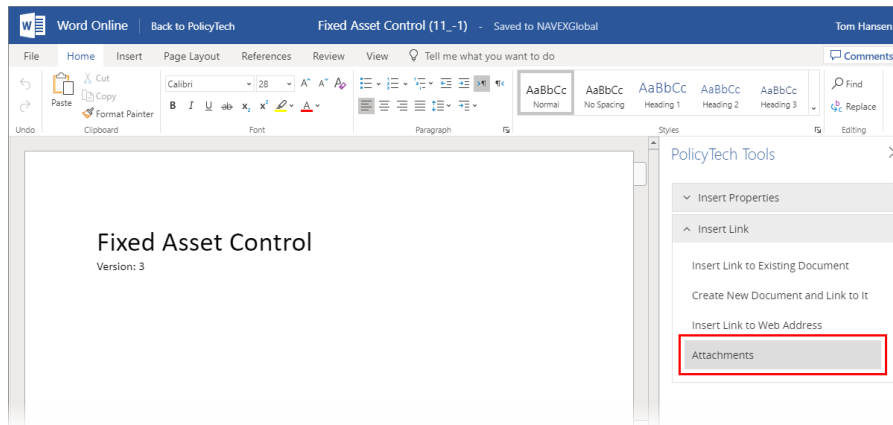 Word Online Back to PolicyTech Fixed Asset Control (11_-1) - Saved to NAVEXGlobal Tom Hansen
File Home Insert Page Layout References Review View Tell me what you want to do Comments
Cut
Copy
Format Painter
Paste
Undo
Clipboard
Calibri 28
B I U ab x₂ x² A
Font
Paragraph
AaBbCc AaBbCc AaBbCc AaBbCc AaBbCc
Normal No Spacing Heading 1 Heading 2 Heading 3
Styles
Find
Replace
Editing
Fixed Asset Control
Version: 3
PolicyTech Tools
Insert Properties
Insert Link
Insert Link to Existing Document
Create New Document and Link to It
Insert Link to Web Address
Attachments